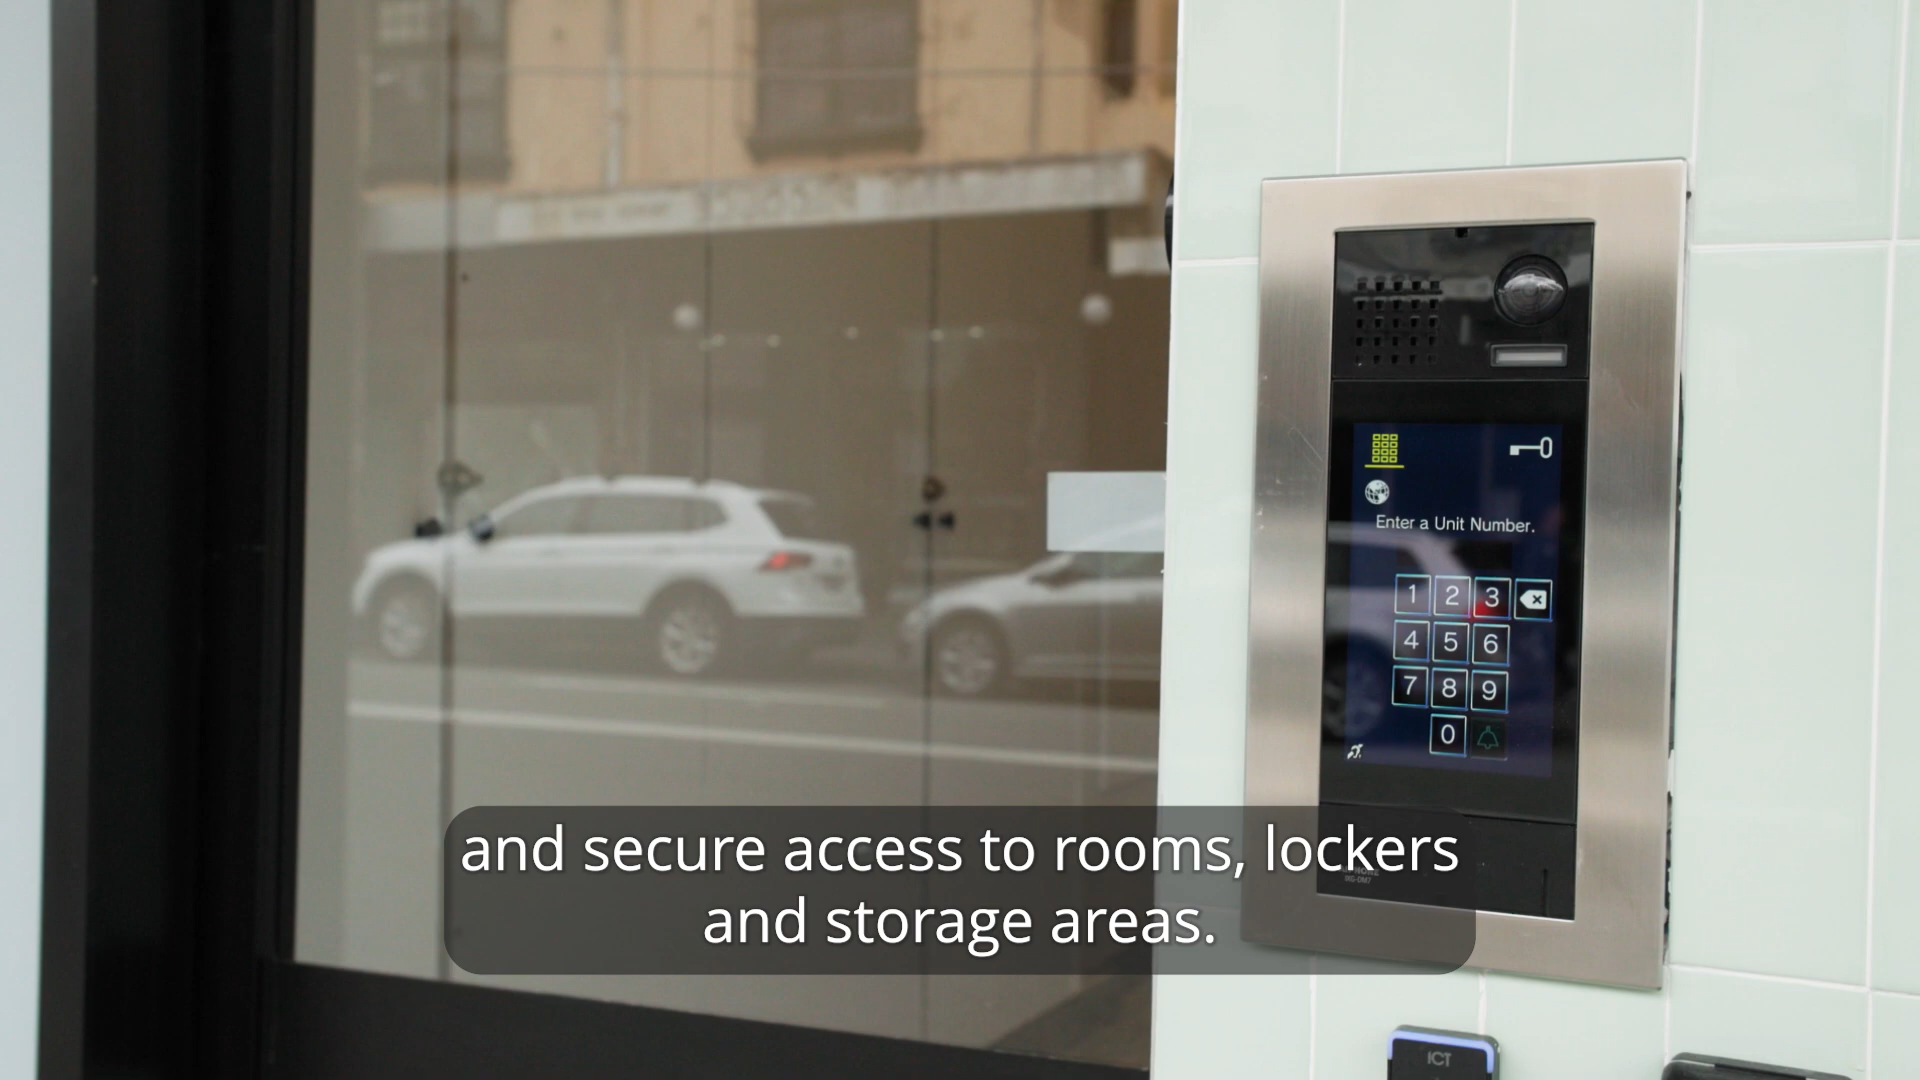 Enter a Unit Number.
1 2 3
4 5 6
7 8 9
0
and secure access to rooms, lockers
and storage areas.
ICT